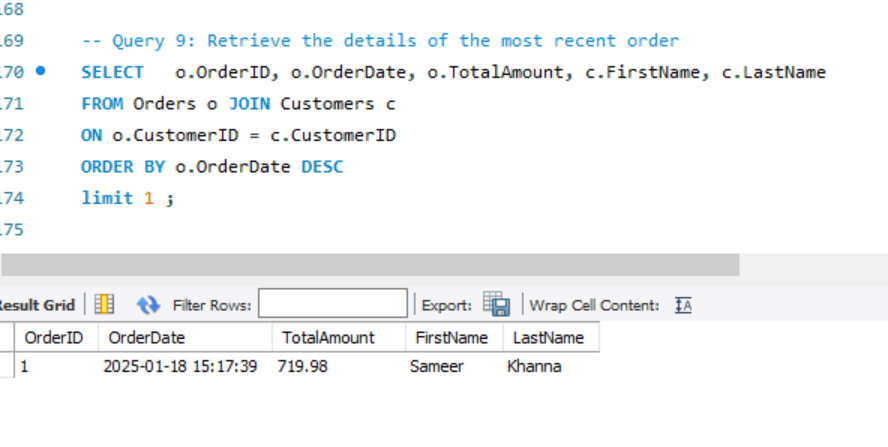 168
169 -- Query 9: Retrieve the details of the most recent order
170 SELECT o.OrderID, o.OrderDate, o.TotalAmount, c.FirstName, c.LastName
171 FROM Orders o JOIN Customers c
172 ON o.CustomerID = c.CustomerID
173 ORDER BY o.OrderDate DESC
174 limit 1 ;
175
Result Grid Filter Rows: Export: Wrap Cell Content: IA
OrderID OrderDate TotalAmount FirstName LastName
1 2025-01-18 15:17:39 719.98 Sameer Khanna